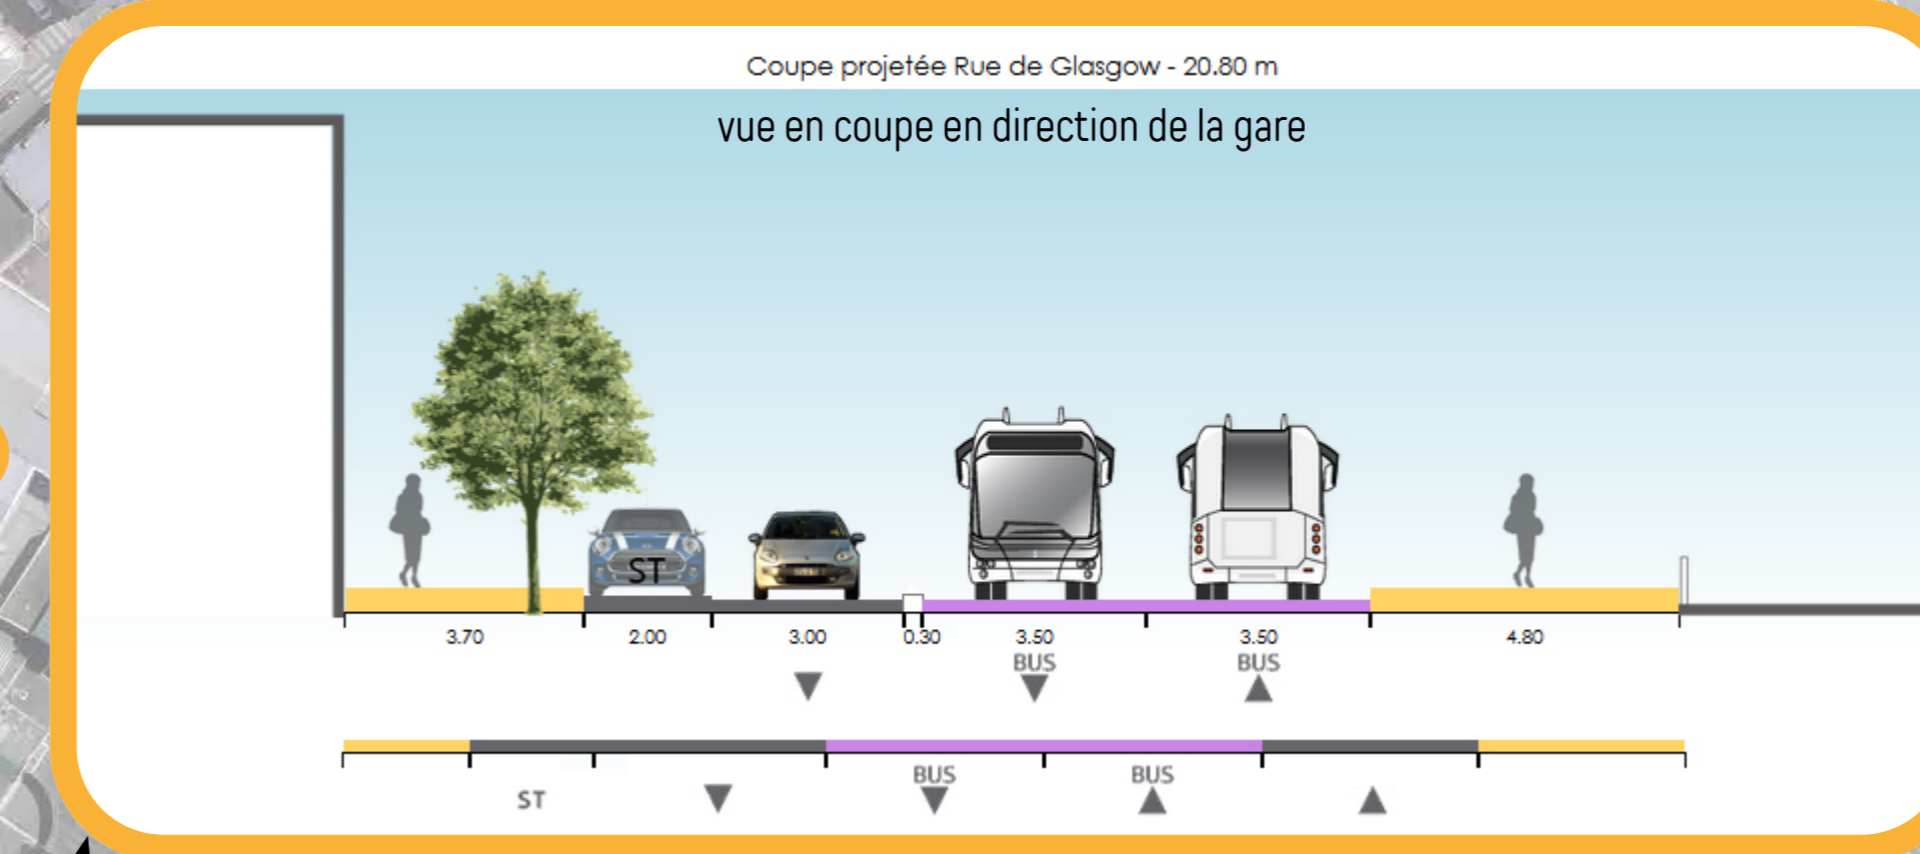 Coupe projetée Rue de Glasgow - 20.80 m
vue en coupe en direction de la gare
ST
3.70 2.00 3.00 0.30 3.50 3.50 4.80
BUS BUS
BUS BUS
ST